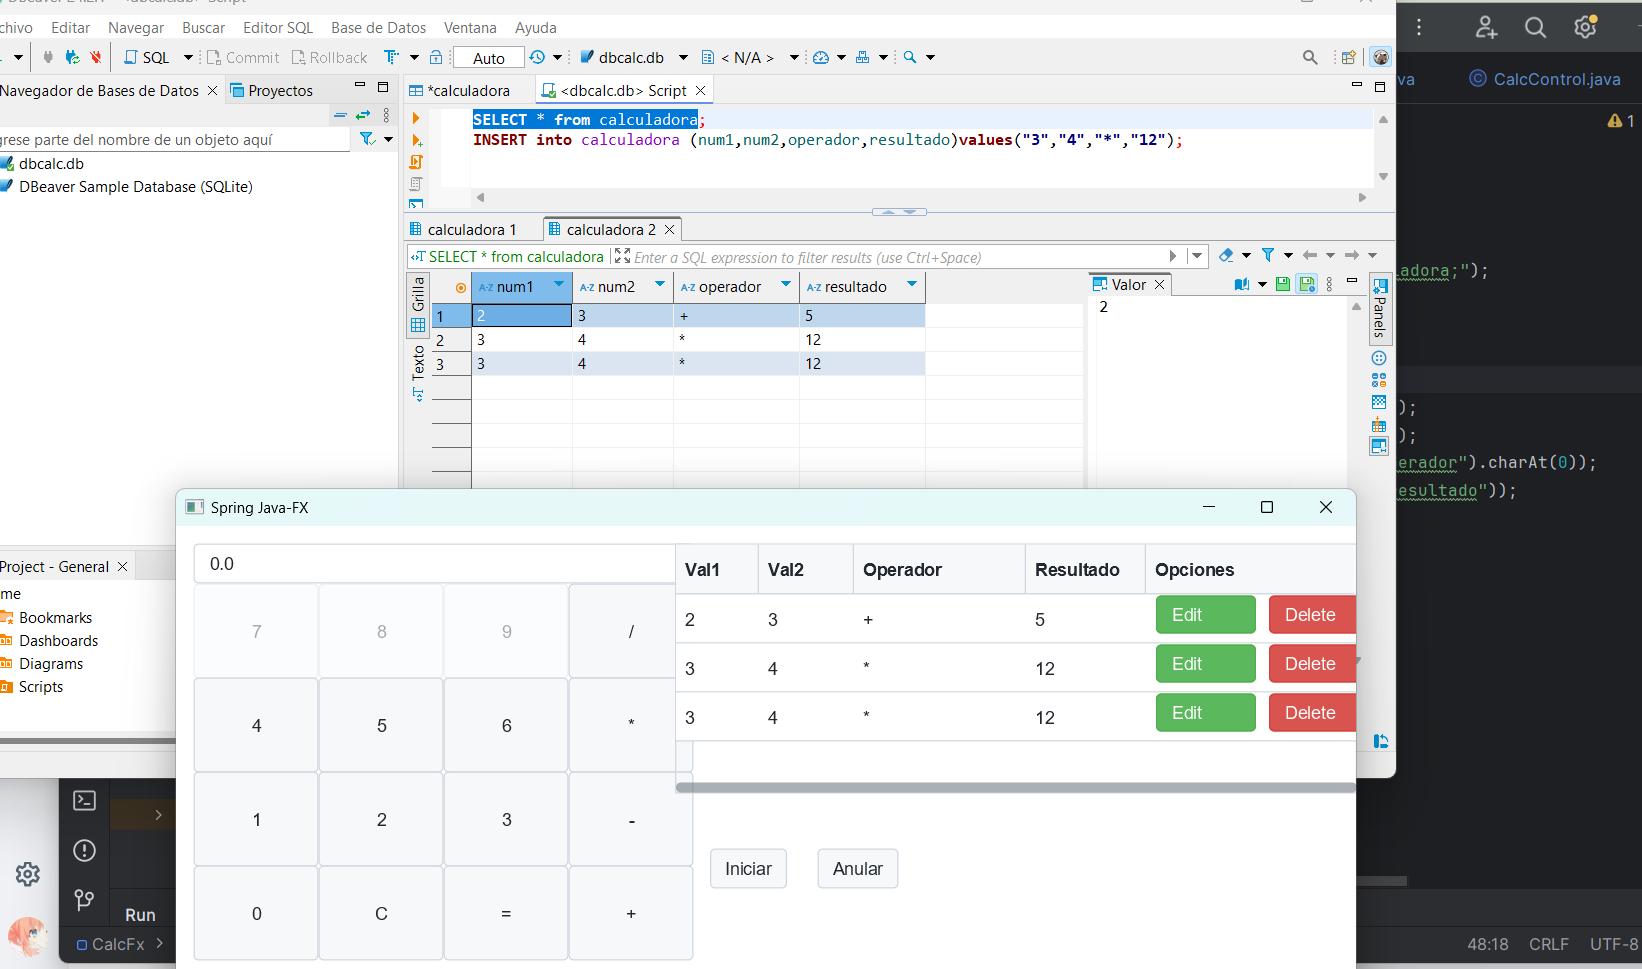 Archivo Editar Navegar Buscar Editor SQL Base de Datos Ventana Ayuda
SQL Commit Rollback Auto dbcalc.db < N/A >
Navegador de Bases de Datos Proyectos
*calculadora <dbcalc.db> Script
grese parte del nombre de un objeto aquí
dbcalc.db
DBeaver Sample Database (SQLite)
SELECT * from calculadora;
INSERT into calculadora (num1,num2,operador,resultado)values("3","4","*","12");
calculadora 1 calculadora 2
SELECT * from calculadora Enter a SQL expression to filter results (use Ctrl+Space)
Grilla
Texto
A-Z num1 A-Z num2 A-Z operador A-Z resultado
1 2 3 + 5
2 3 4 * 12
3 3 4 * 12
Valor
2
Panels
va CalcControl.java
1
ladora;");
);
);
erador").charAt(0));
esultado"));
Project - General
me
Bookmarks
Dashboards
Diagrams
Scripts
Spring Java-FX
0.0
7 8 9 /
4 5 6 *
1 2 3 -
0 C = +
Val1 Val2 Operador Resultado Opciones
2 3 + 5 Edit Delete
3 4 * 12 Edit Delete
3 4 * 12 Edit Delete
Iniciar Anular
Run
CalcFx
48:18 CRLF UTF-8